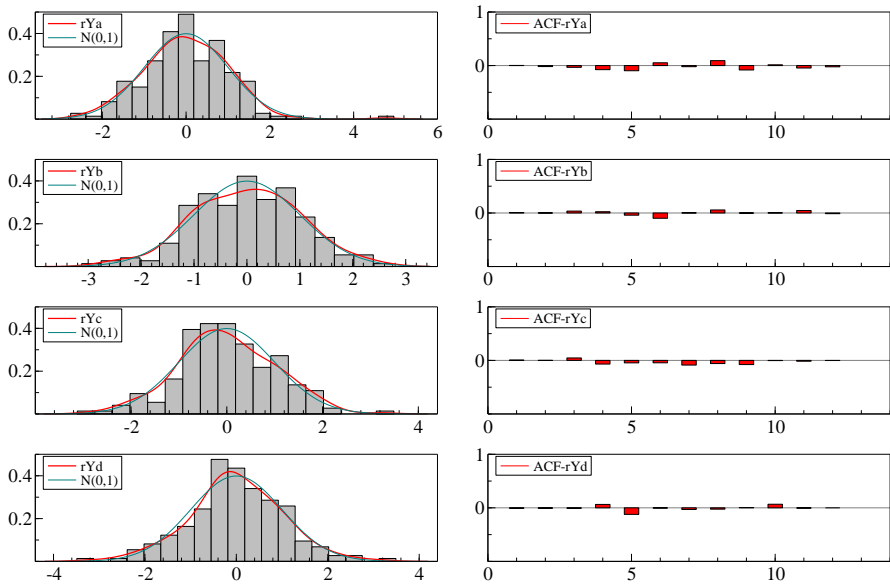 rYa
N(0,1)
0.4
0.2
-2 0 2 4 6
ACF-rYa
1
0
0 5 10
rYb
N(0,1)
0.4
0.2
-3 -2 -1 0 1 2 3
ACF-rYb
1
0
0 5 10
rYc
N(0,1)
0.4
0.2
-2 0 2 4
ACF-rYc
1
0
0 5 10
rYd
N(0,1)
0.4
0.2
-4 -2 0 2 4
ACF-rYd
1
0
0 5 10